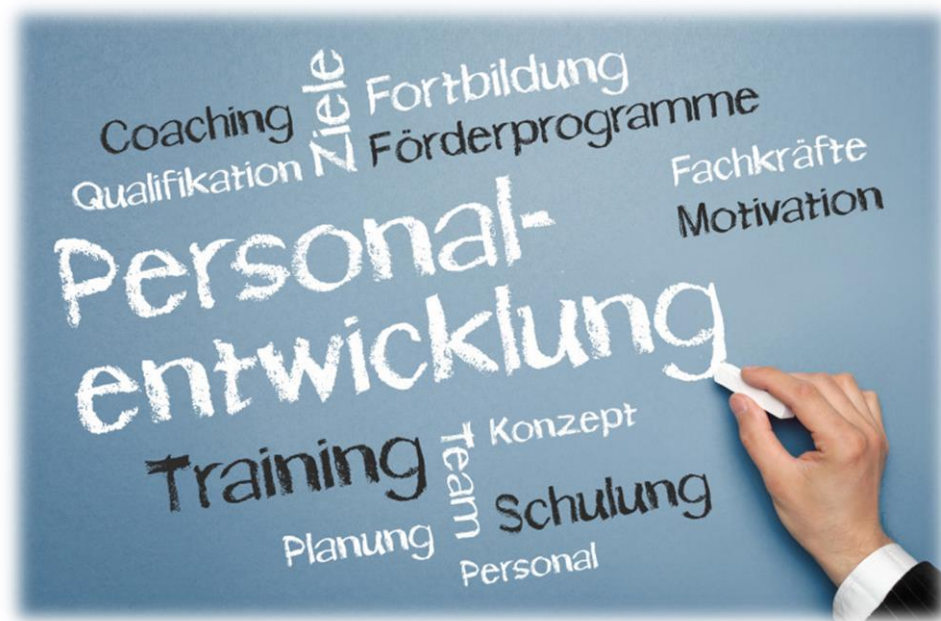 Coaching
Ziele
Fortbildung
Qualifikation
Förderprogramme
Fachkräfte
Motivation
Personal-
entwicklung
Training
Team
Konzept
Schulung
Planung
Personal